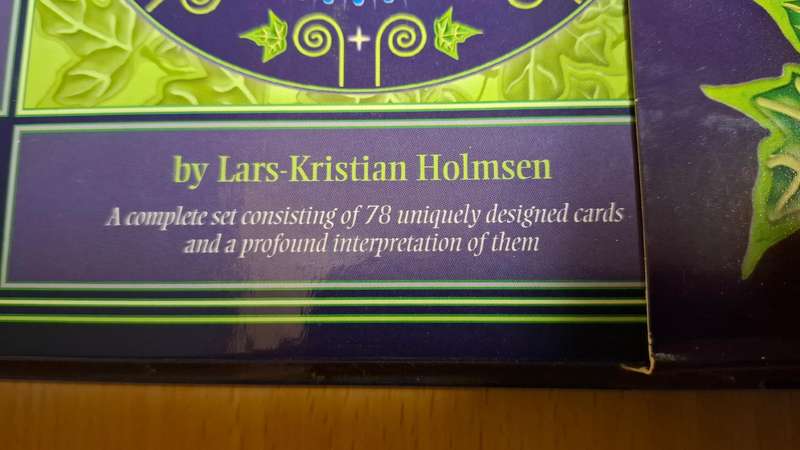 by Lars-Kristian Holmsen
A complete set consisting of 78 uniquely designed cards
and a profound interpretation of them